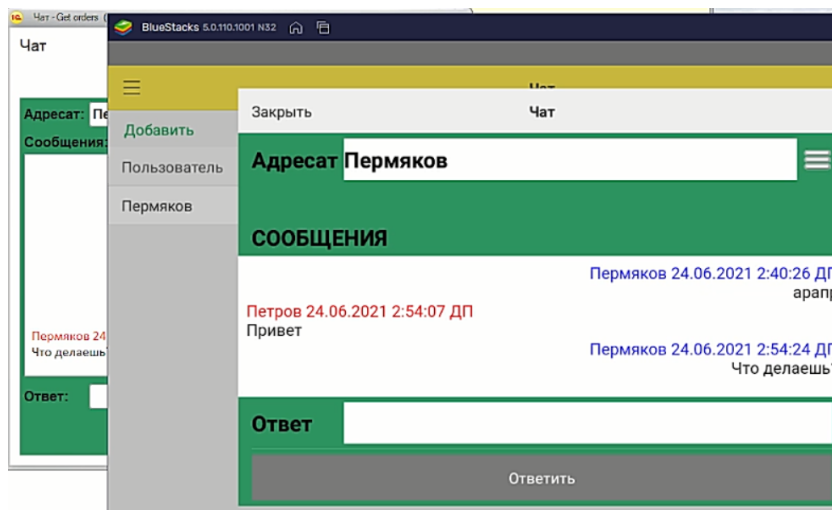 Чат - Get orders (
BlueStacks 5.0.110.1001 N32
Чат
Чат
Закрыть
Чат
Адресат:
Пе
Добавить
Адресат
Пермяков
Сообщения:
Пользователь
Пермяков
СООБЩЕНИЯ
Пермяков 24.06.2021 2:40:26 ДП
арапр
Петров 24.06.2021 2:54:07 ДП
Привет
Пермяков 24
Что делаешь?
Пермяков 24.06.2021 2:54:24 ДП
Что делаешь?
Ответ:
Ответ
Ответить